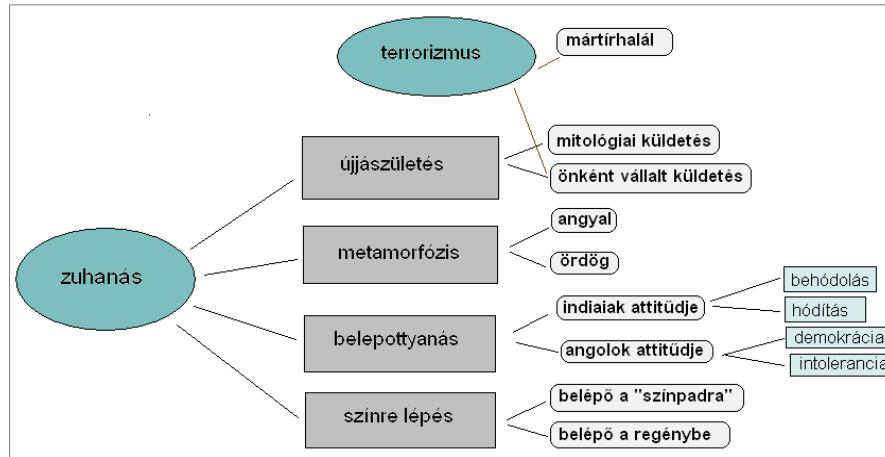 terrorizmus
mártírhalál
mitológiai küldetés
újjászületés
önként vállalt küldetés
angyal
metamorfózis
ördög
zuhanás
behódolás
indiaiak attitűdje
hódítás
belepottyanás
demokrácia
angolok attitűdje
intolerancia
belépő a "színpadra"
színre lépés
belépő a regénybe